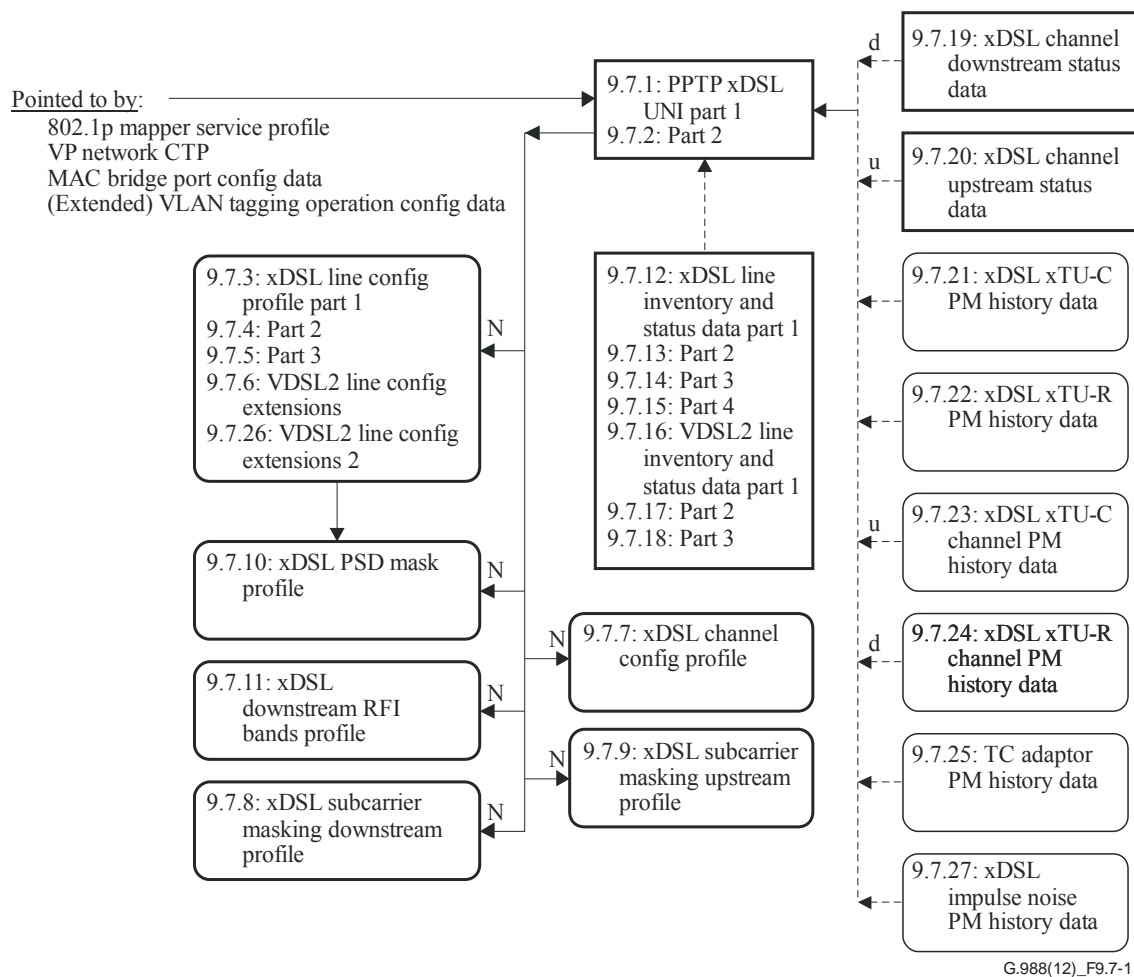 Pointed to by:
802.1p mapper service profile
VP network CTP
MAC bridge port config data
(Extended) VLAN tagging operation config data
9.7.1: PPTP xDSL
UNI part 1
9.7.2: Part 2
9.7.3: xDSL line config
profile part 1
9.7.4: Part 2
9.7.5: Part 3
9.7.6: VDSL2 line config
extensions
9.7.26: VDSL2 line config
extensions 2
N
9.7.10: xDSL PSD mask
profile
N
9.7.11: xDSL
downstream RFI
bands profile
N
9.7.8: xDSL subcarrier
masking downstream
profile
N
9.7.12: xDSL line
inventory and
status data part 1
9.7.13: Part 2
9.7.14: Part 3
9.7.15: Part 4
9.7.16: VDSL2 line
inventory and
status data part 1
9.7.17: Part 2
9.7.18: Part 3
N
9.7.7: xDSL channel
config profile
N
9.7.9: xDSL subcarrier
masking upstream
profile
d
9.7.19: xDSL channel
downstream status
data
u
9.7.20: xDSL channel
upstream status
data
9.7.21: xDSL xTU-C
PM history data
9.7.22: xDSL xTU-R
PM history data
u
9.7.23: xDSL xTU-C
channel PM
history data
d
9.7.24: xDSL xTU-R
channel PM
history data
9.7.25: TC adaptor
PM history data
9.7.27: xDSL
impulse noise
PM history data
G.988(12)_F9.7-1